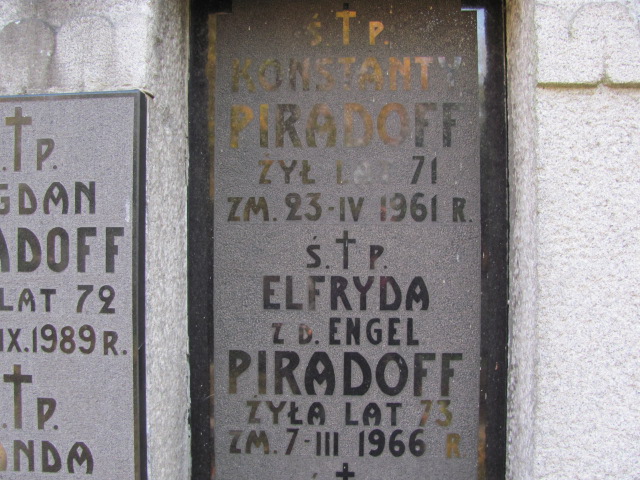 Ś. † P.
KONSTANTY
PIRADOFF
ŻYŁ LAT 71
ZM. 23-IV 1961 R.
Ś. † P.
ELFRYDA
Z D. ENGEL
PIRADOFF
ŻYŁA LAT 73
ZM. 7-III 1966 R
† P.
GDAN
ADOFF
LAT 72
IX.1989 R.
† P.
ANDA